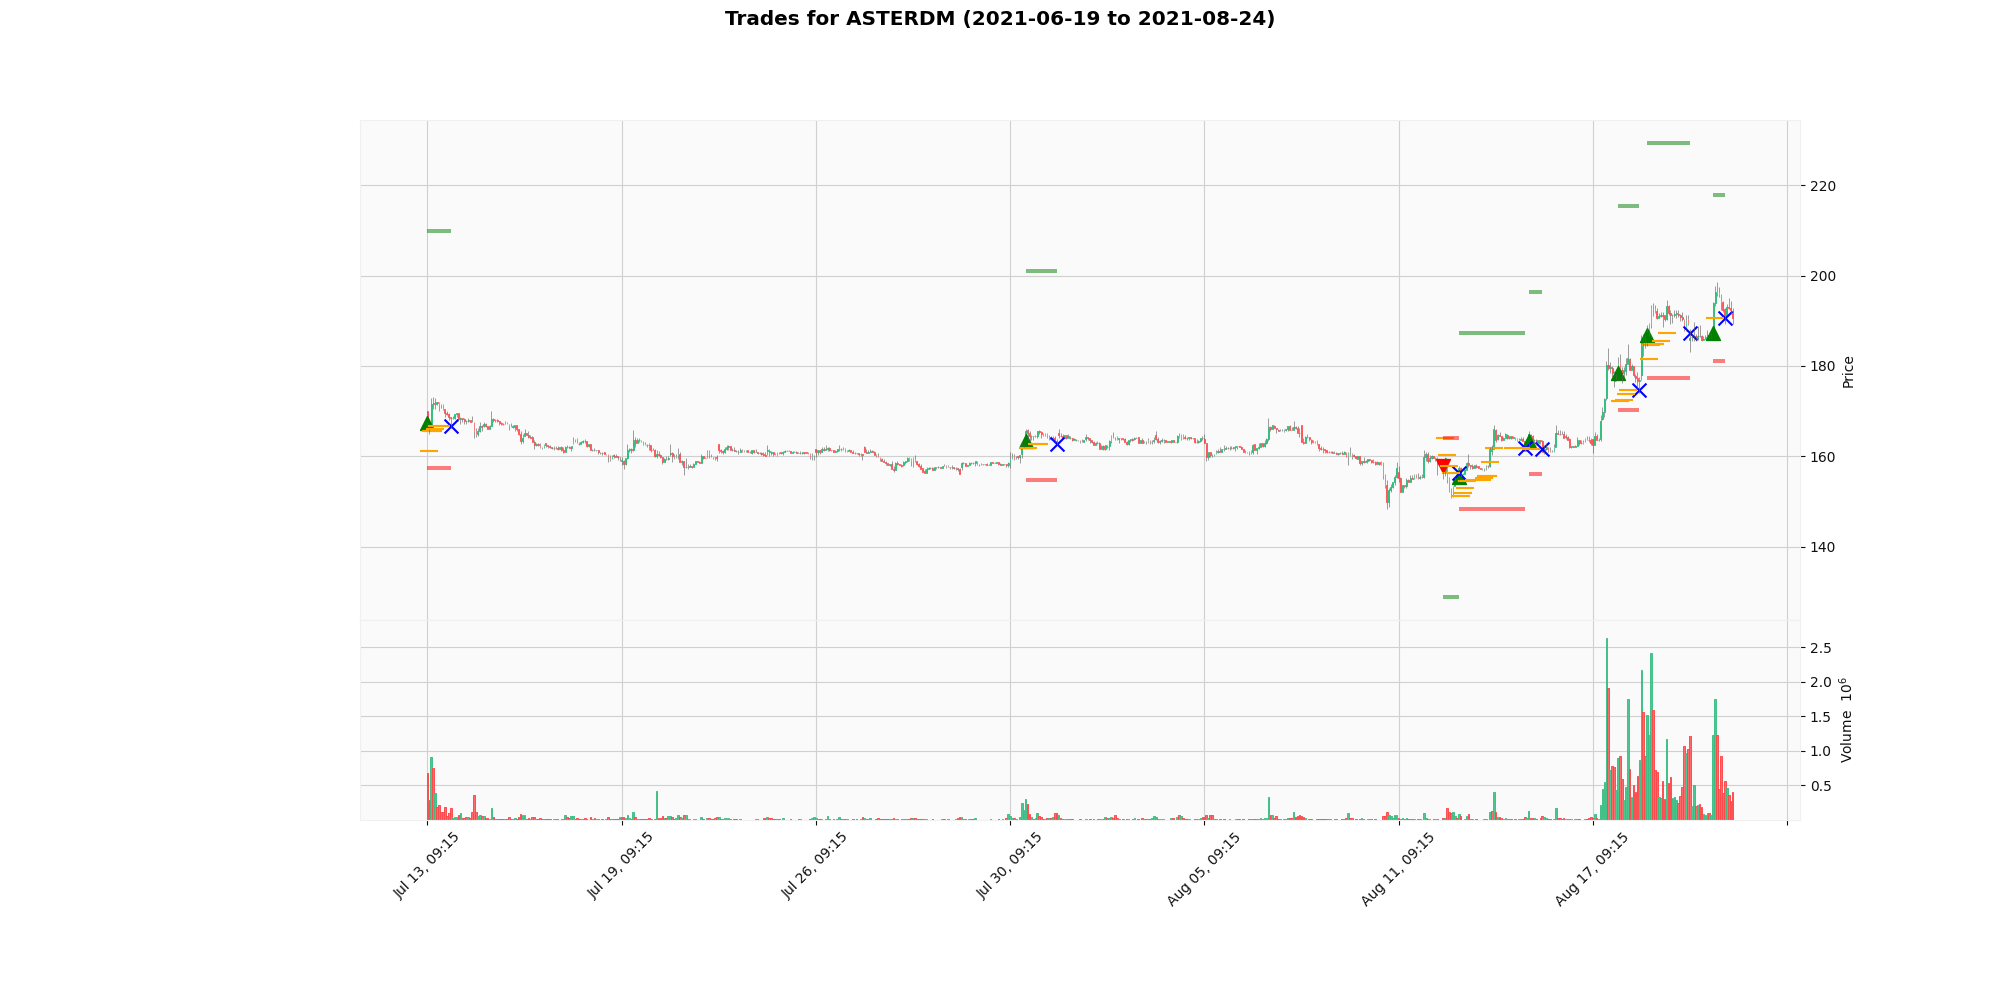 Trades for ASTERDM (2021-06-19 to 2021-08-24)
220
200
180
160
140
Price
2.5
2.0
1.5
1.0
0.5
Volume 10⁶
Jul 13, 09:15
Jul 19, 09:15
Jul 26, 09:15
Jul 30, 09:15
Aug 05, 09:15
Aug 11, 09:15
Aug 17, 09:15